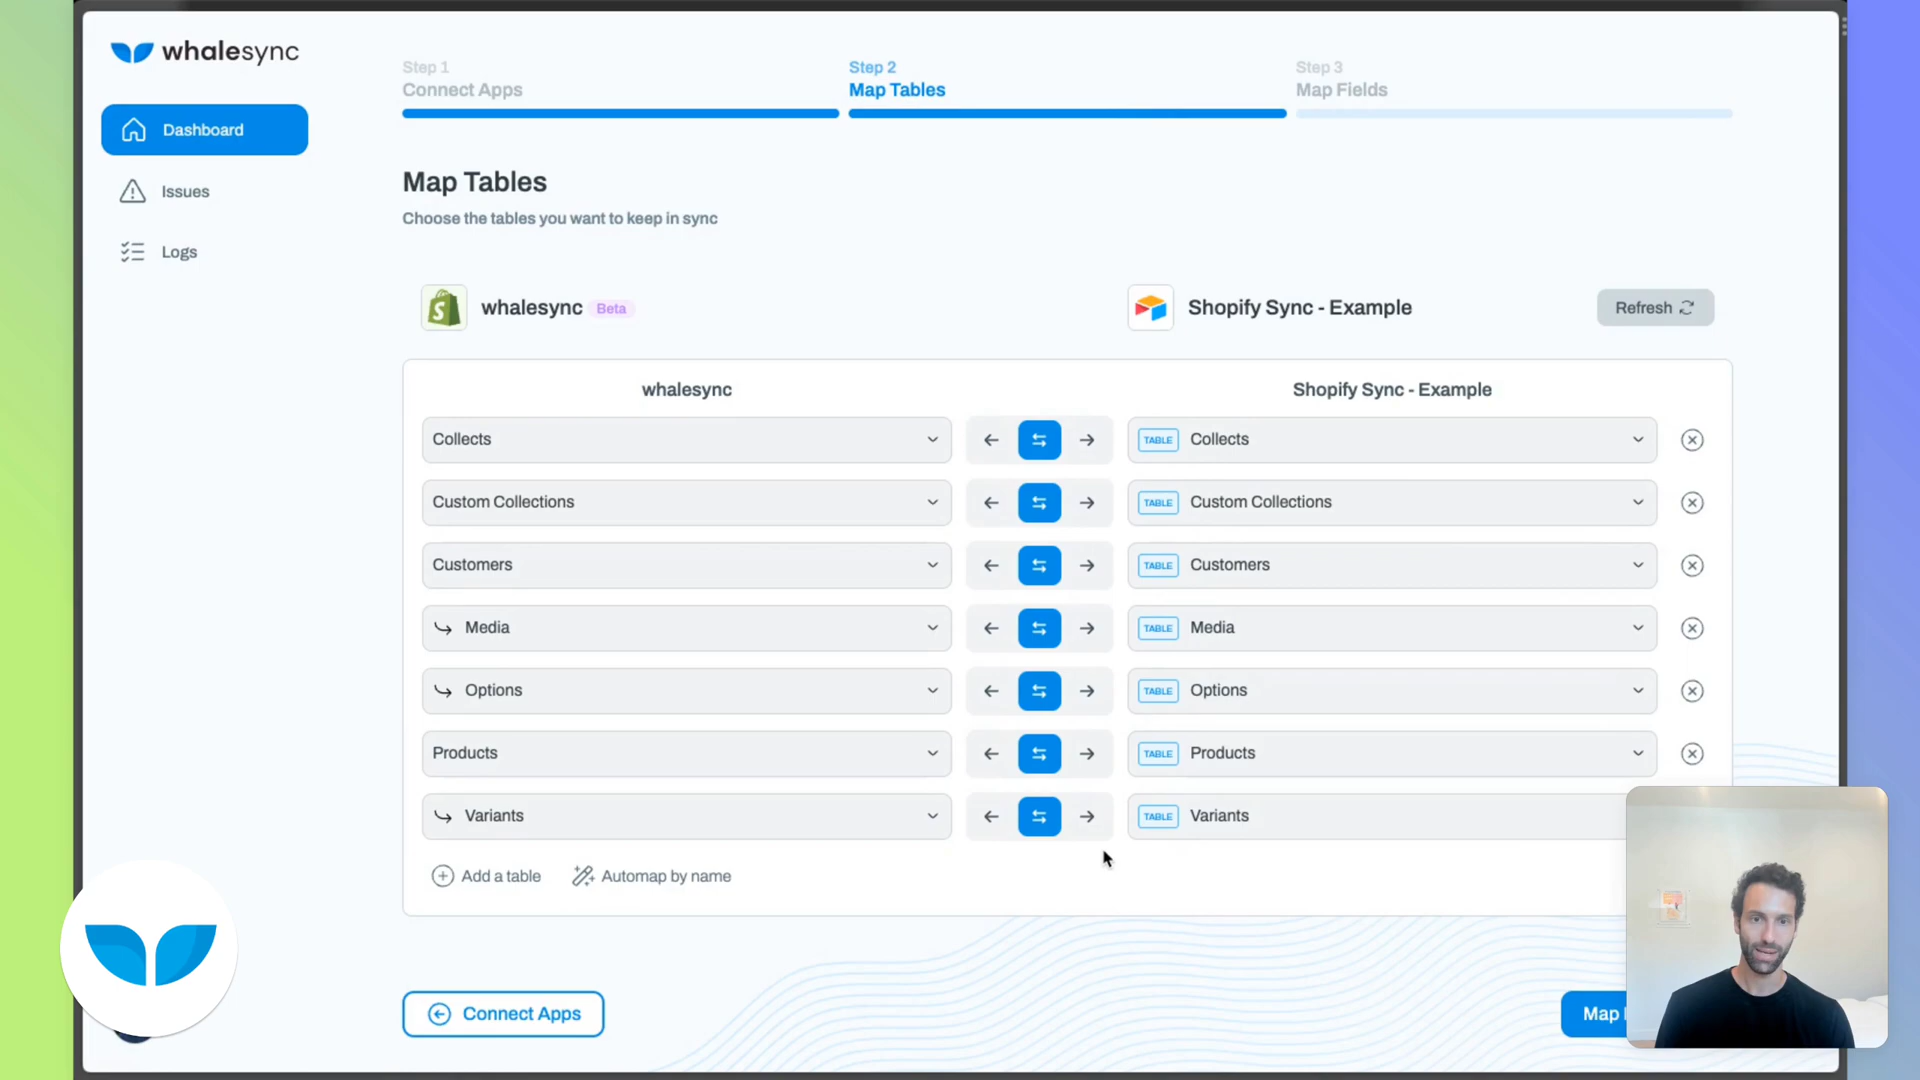 whalesync
Step 1
Connect Apps
Step 2
Map Tables
Step 3
Map Fields
Dashboard
Issues
Logs
Map Tables
Choose the tables you want to keep in sync
whalesync Beta
Shopify Sync - Example
Refresh
whalesync
Shopify Sync - Example
Collects
TABLE Collects
Custom Collections
TABLE Custom Collections
Customers
TABLE Customers
Media
TABLE Media
Options
TABLE Options
Products
TABLE Products
Variants
TABLE Variants
Add a table
Automap by name
Connect Apps
Map